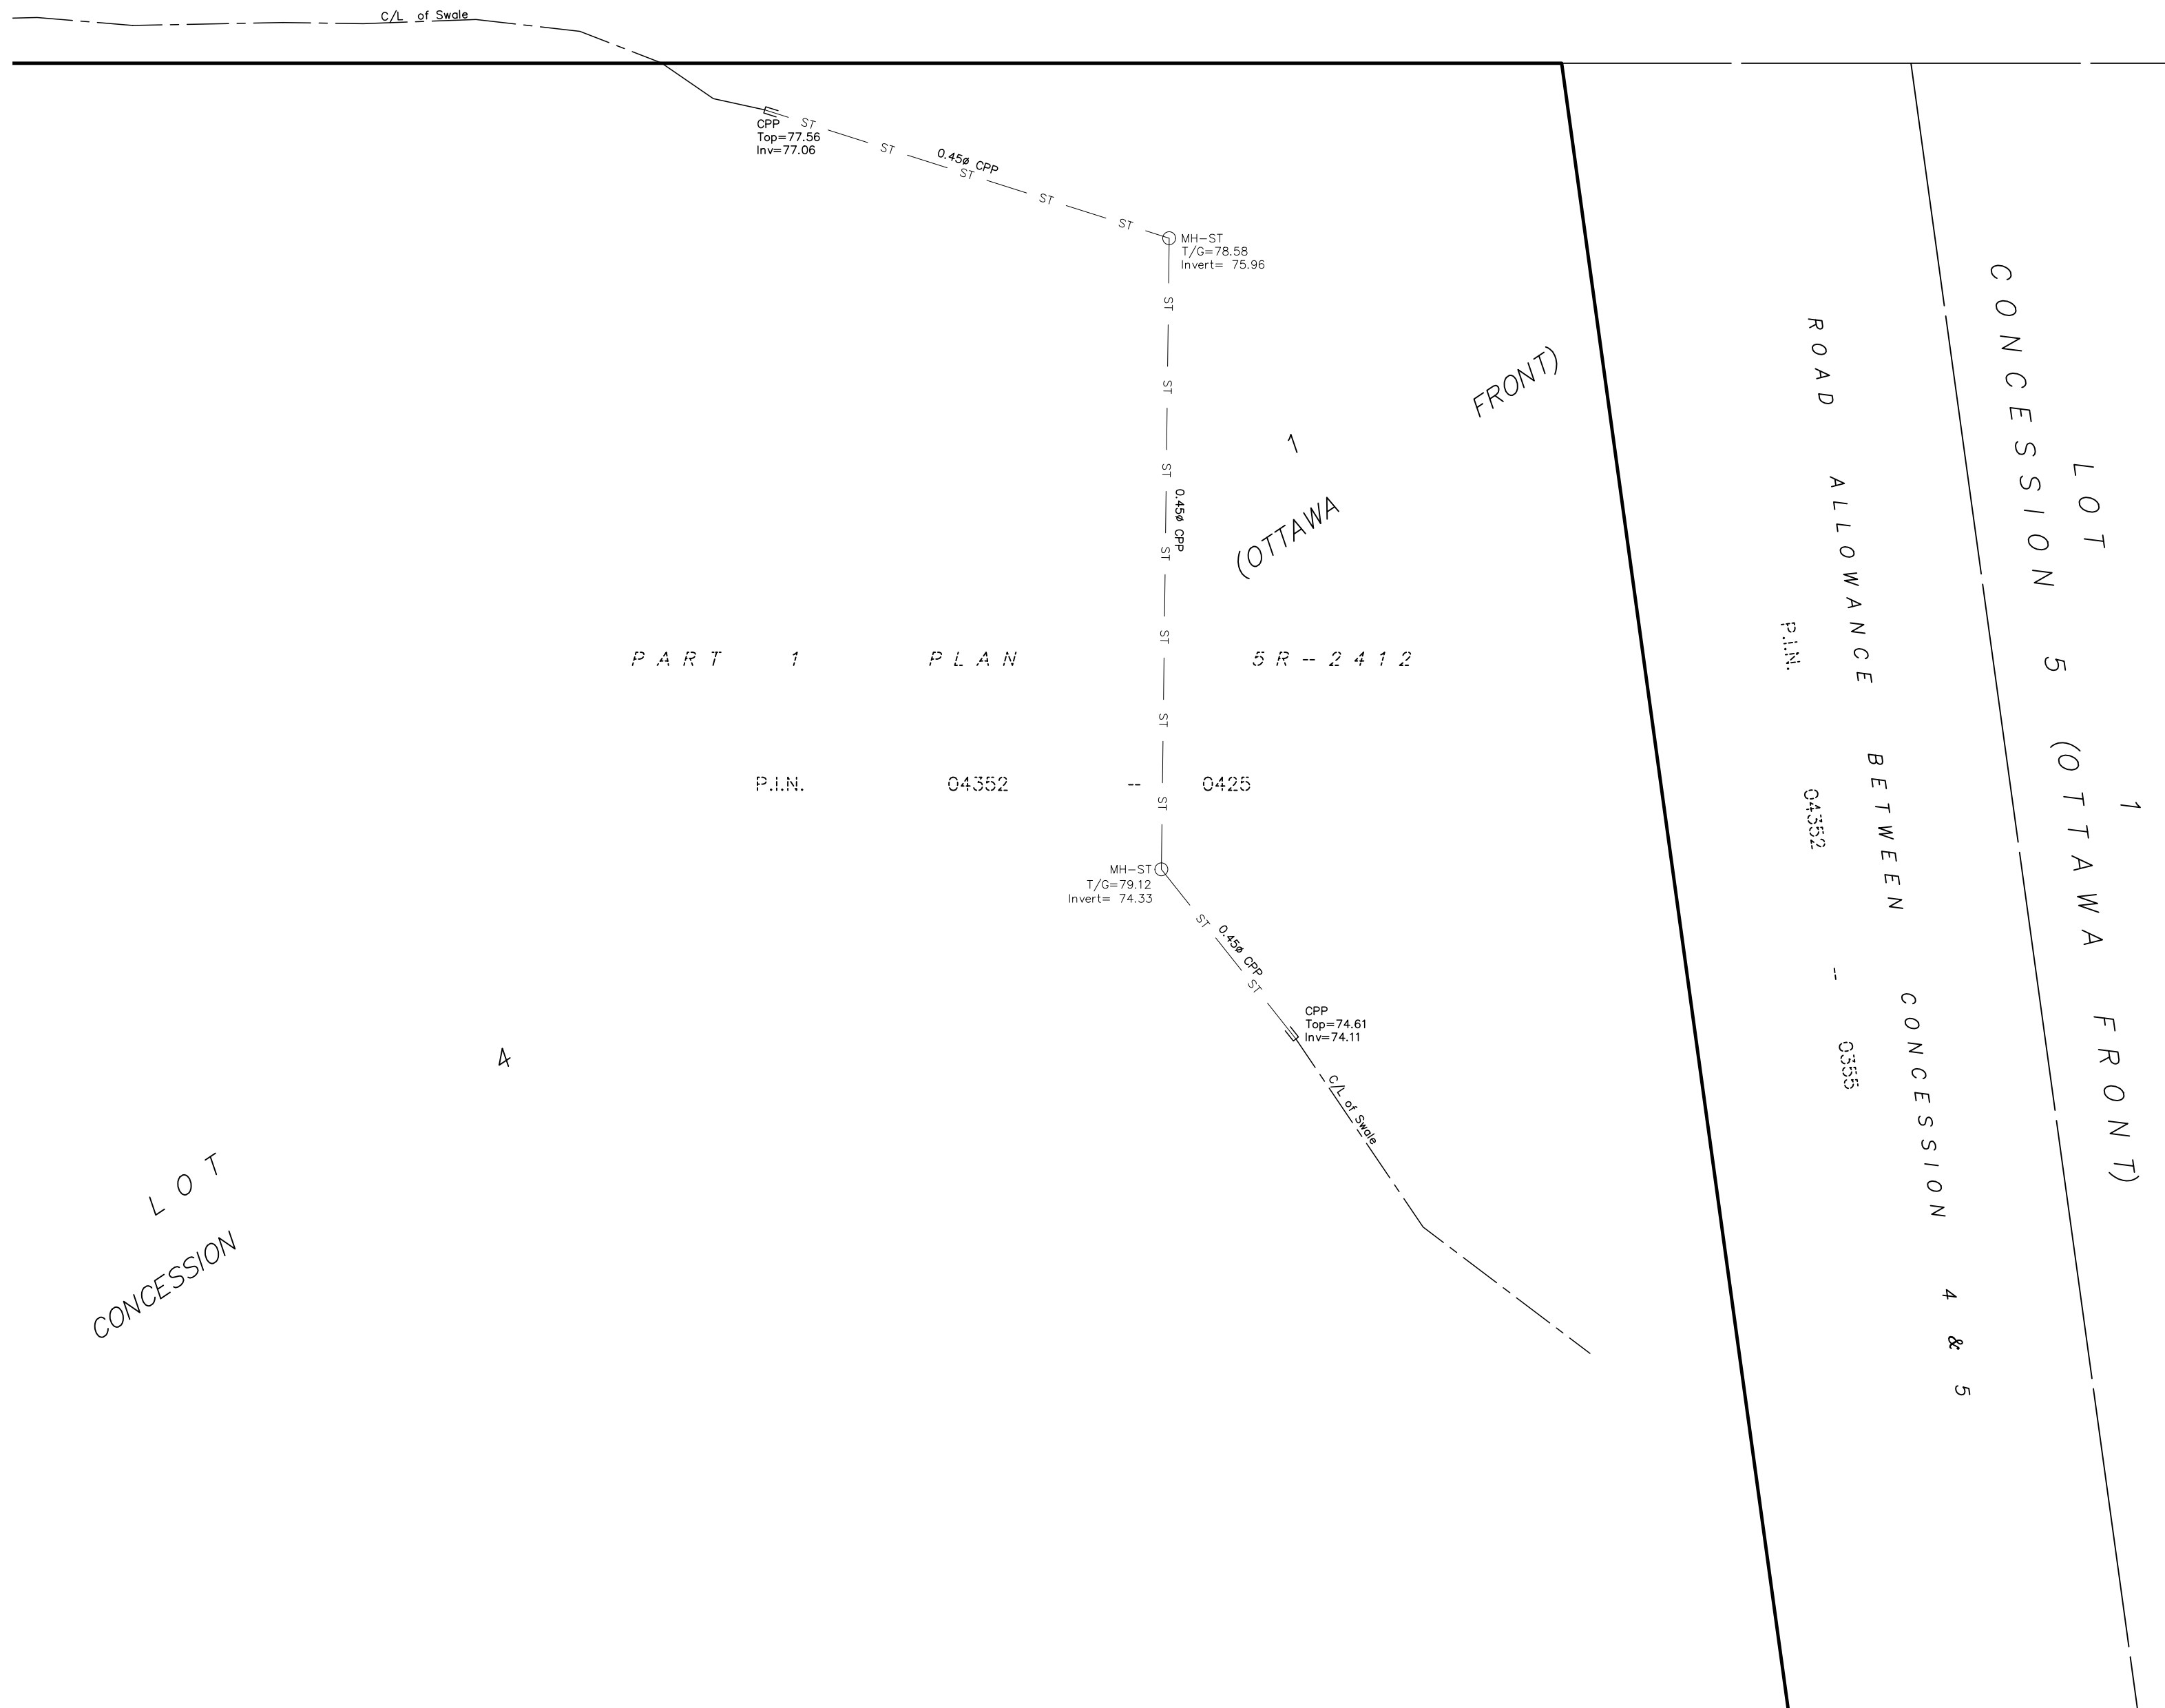 C/L of Swale
CPP
Top=77.56
Inv=77.06
ST
ST
0.45ø CPP
ST
ST
ST
MH-ST
T/G=78.58
Invert= 75.96
ST
ST
ST
0.45ø CPP
ST
ST
ST
ST
FRONT)
1
(OTTAWA
PART 1 PLAN 5R--2412
P.I.N. 04352 -- 0425
MH-ST
T/G=79.12
Invert= 74.33
ST
0.45ø CPP
ST
CPP
Top=74.61
Inv=74.11
C/L of Swale
4
LOT
CONCESSION
ROAD ALLOWANCE BETWEEN CONCESSION 4 & 5
P.I.N. 04352 -- 0355
LOT 1
CONCESSION 5 (OTTAWA FRONT)